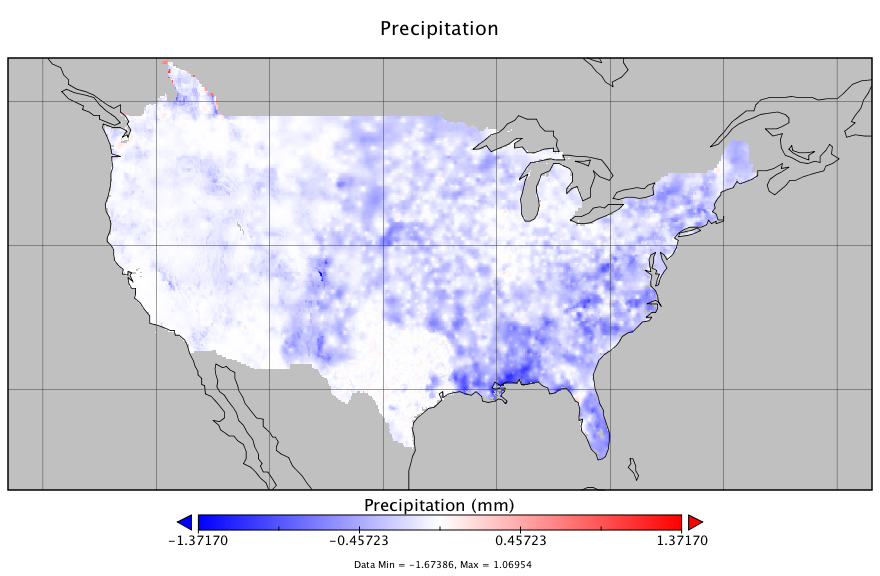 Precipitation
Precipitation (mm)
-1.37170 -0.45723 0.45723 1.37170
Data Min = -1.67386, Max = 1.06954